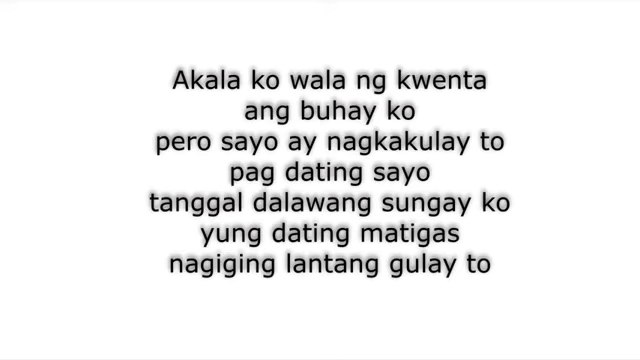 Akala ko wala ng kwenta
ang buhay ko
pero sayo ay nagkakulay to
pag dating sayo
tanggal dalawang sungay ko
yung dating matigas
nagiging lantang gulay to